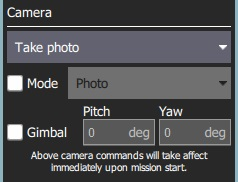 Camera
Take photo
Mode Photo
Pitch Yaw
Gimbal 0 deg 0 deg
Above camera commands will take affect
immediately upon mission start.